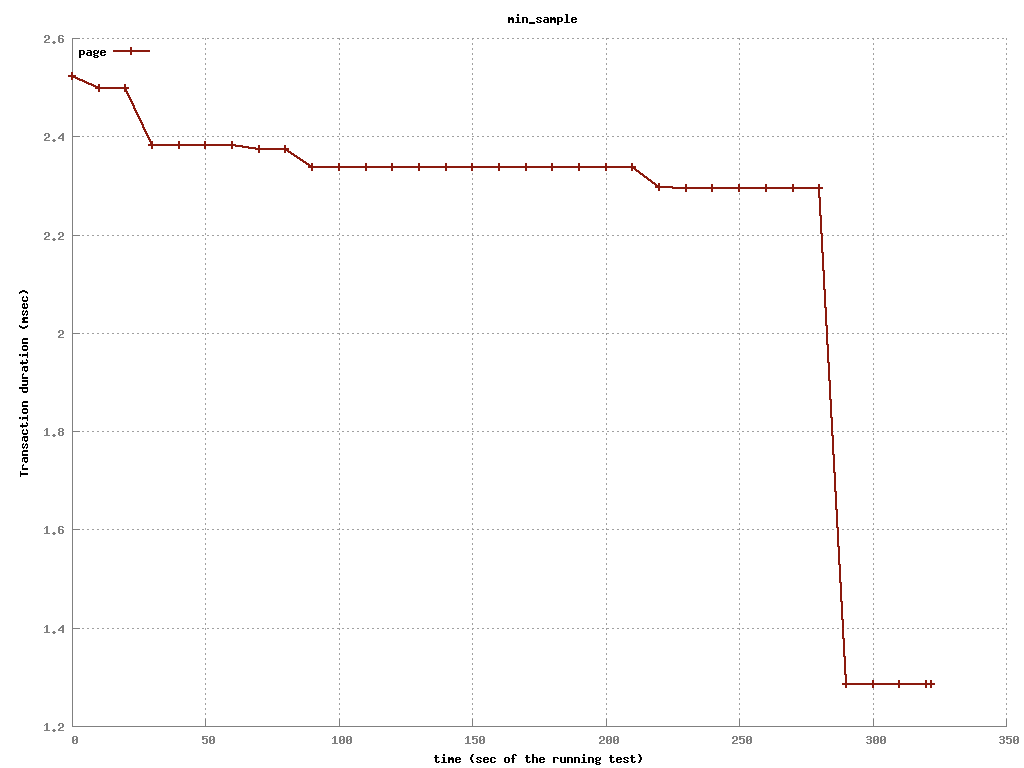 min_sample
2.6
page
2.4
2.2
2
1.8
1.6
1.4
1.2
Transaction duration (msec)
0 50 100 150 200 250 300 350
time (sec of the running test)